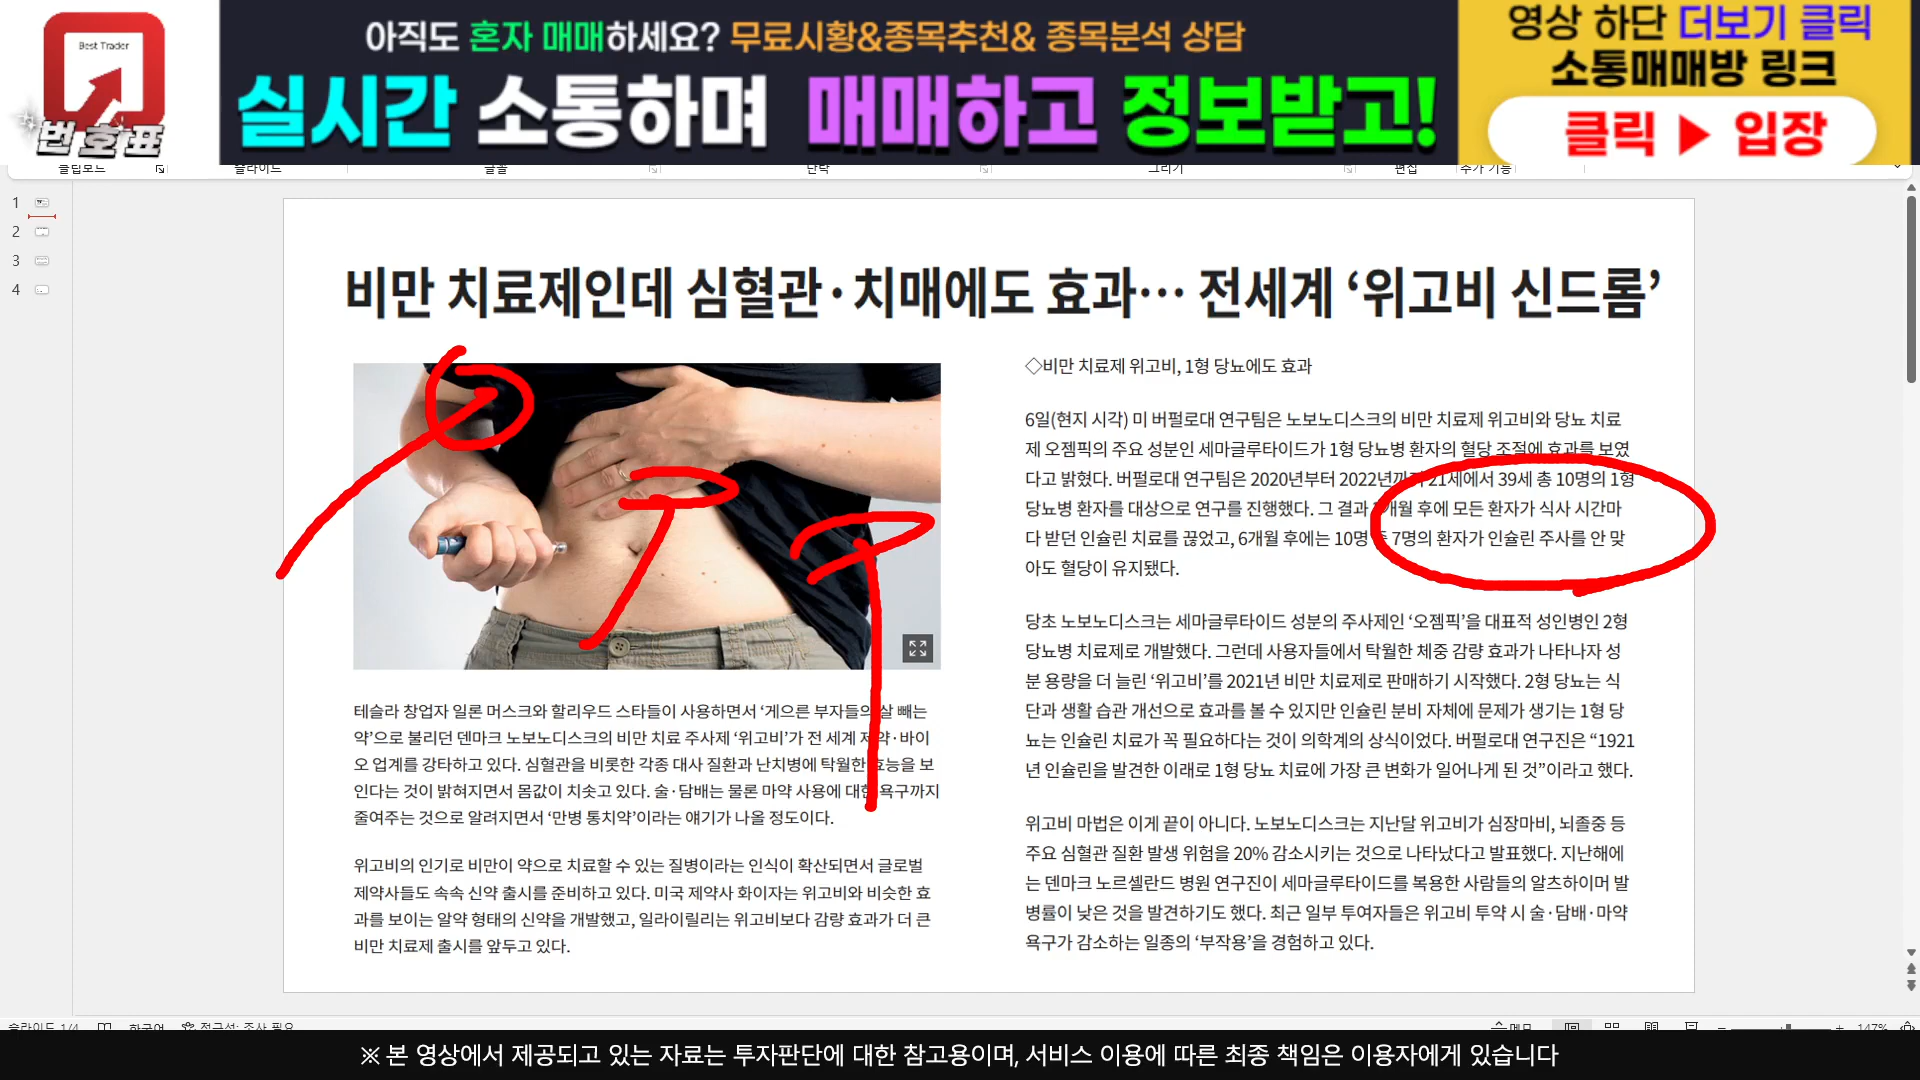 Best Trader
번호표
아직도 혼자 매매하세요? 무료시황&종목추천& 종목분석 상담
실시간 소통하며 매매하고 정보받고!
영상 하단 더보기 클릭
소통매매방 링크
클릭 ▶ 입장
클립보드 슬라이드 글꼴 단락 그리기 편집 추가 기능
1
2
3
4
비만 치료제인데 심혈관·치매에도 효과… 전세계 ‘위고비 신드롬’
테슬라 창업자 일론 머스크와 할리우드 스타들이 사용하면서 ‘게으른 부자들의 살 빼는
약’으로 불리던 덴마크 노보노디스크의 비만 치료 주사제 ‘위고비’가 전 세계 제약·바이
오 업계를 강타하고 있다. 심혈관을 비롯한 각종 대사 질환과 난치병에 탁월한 효능을 보
인다는 것이 밝혀지면서 몸값이 치솟고 있다. 술·담배는 물론 마약 사용에 대한 욕구까지
줄여주는 것으로 알려지면서 ‘만병 통치약’이라는 얘기가 나올 정도이다.
위고비의 인기로 비만이 약으로 치료할 수 있는 질병이라는 인식이 확산되면서 글로벌
제약사들도 속속 신약 출시를 준비하고 있다. 미국 제약사 화이자는 위고비와 비슷한 효
과를 보이는 알약 형태의 신약을 개발했고, 일라이릴리는 위고비보다 감량 효과가 더 큰
비만 치료제 출시를 앞두고 있다.
◇비만 치료제 위고비, 1형 당뇨에도 효과
6일(현지 시각) 미 버펄로대 연구팀은 노보노디스크의 비만 치료제 위고비와 당뇨 치료
제 오젬픽의 주요 성분인 세마글루타이드가 1형 당뇨병 환자의 혈당 조절에 효과를 보였
다고 밝혔다. 버펄로대 연구팀은 2020년부터 2022년까지 21세에서 39세 총 10명의 1형
당뇨병 환자를 대상으로 연구를 진행했다. 그 결과 개월 후에 모든 환자가 식사 시간마
다 받던 인슐린 치료를 끊었고, 6개월 후에는 10명 중 7명의 환자가 인슐린 주사를 안 맞
아도 혈당이 유지됐다.
당초 노보노디스크는 세마글루타이드 성분의 주사제인 ‘오젬픽’을 대표적 성인병인 2형
당뇨병 치료제로 개발했다. 그런데 사용자들에서 탁월한 체중 감량 효과가 나타나자 성
분 용량을 더 늘린 ‘위고비’를 2021년 비만 치료제로 판매하기 시작했다. 2형 당뇨는 식
단과 생활 습관 개선으로 효과를 볼 수 있지만 인슐린 분비 자체에 문제가 생기는 1형 당
뇨는 인슐린 치료가 꼭 필요하다는 것이 의학계의 상식이었다. 버펄로대 연구진은 “1921
년 인슐린을 발견한 이래로 1형 당뇨 치료에 가장 큰 변화가 일어나게 된 것”이라고 했다.
위고비 마법은 이게 끝이 아니다. 노보노디스크는 지난달 위고비가 심장마비, 뇌졸중 등
주요 심혈관 질환 발생 위험을 20% 감소시키는 것으로 나타났다고 발표했다. 지난해에
는 덴마크 노르셸란드 병원 연구진이 세마글루타이드를 복용한 사람들의 알츠하이머 발
병률이 낮은 것을 발견하기도 했다. 최근 일부 투여자들은 위고비 투약 시 술·담배·마약
욕구가 감소하는 일종의 ‘부작용’을 경험하고 있다.
슬라이드 1/4 한국어 접근성: 조사 필요 메모 147%
※ 본 영상에서 제공되고 있는 자료는 투자판단에 대한 참고용이며, 서비스 이용에 따른 최종 책임은 이용자에게 있습니다